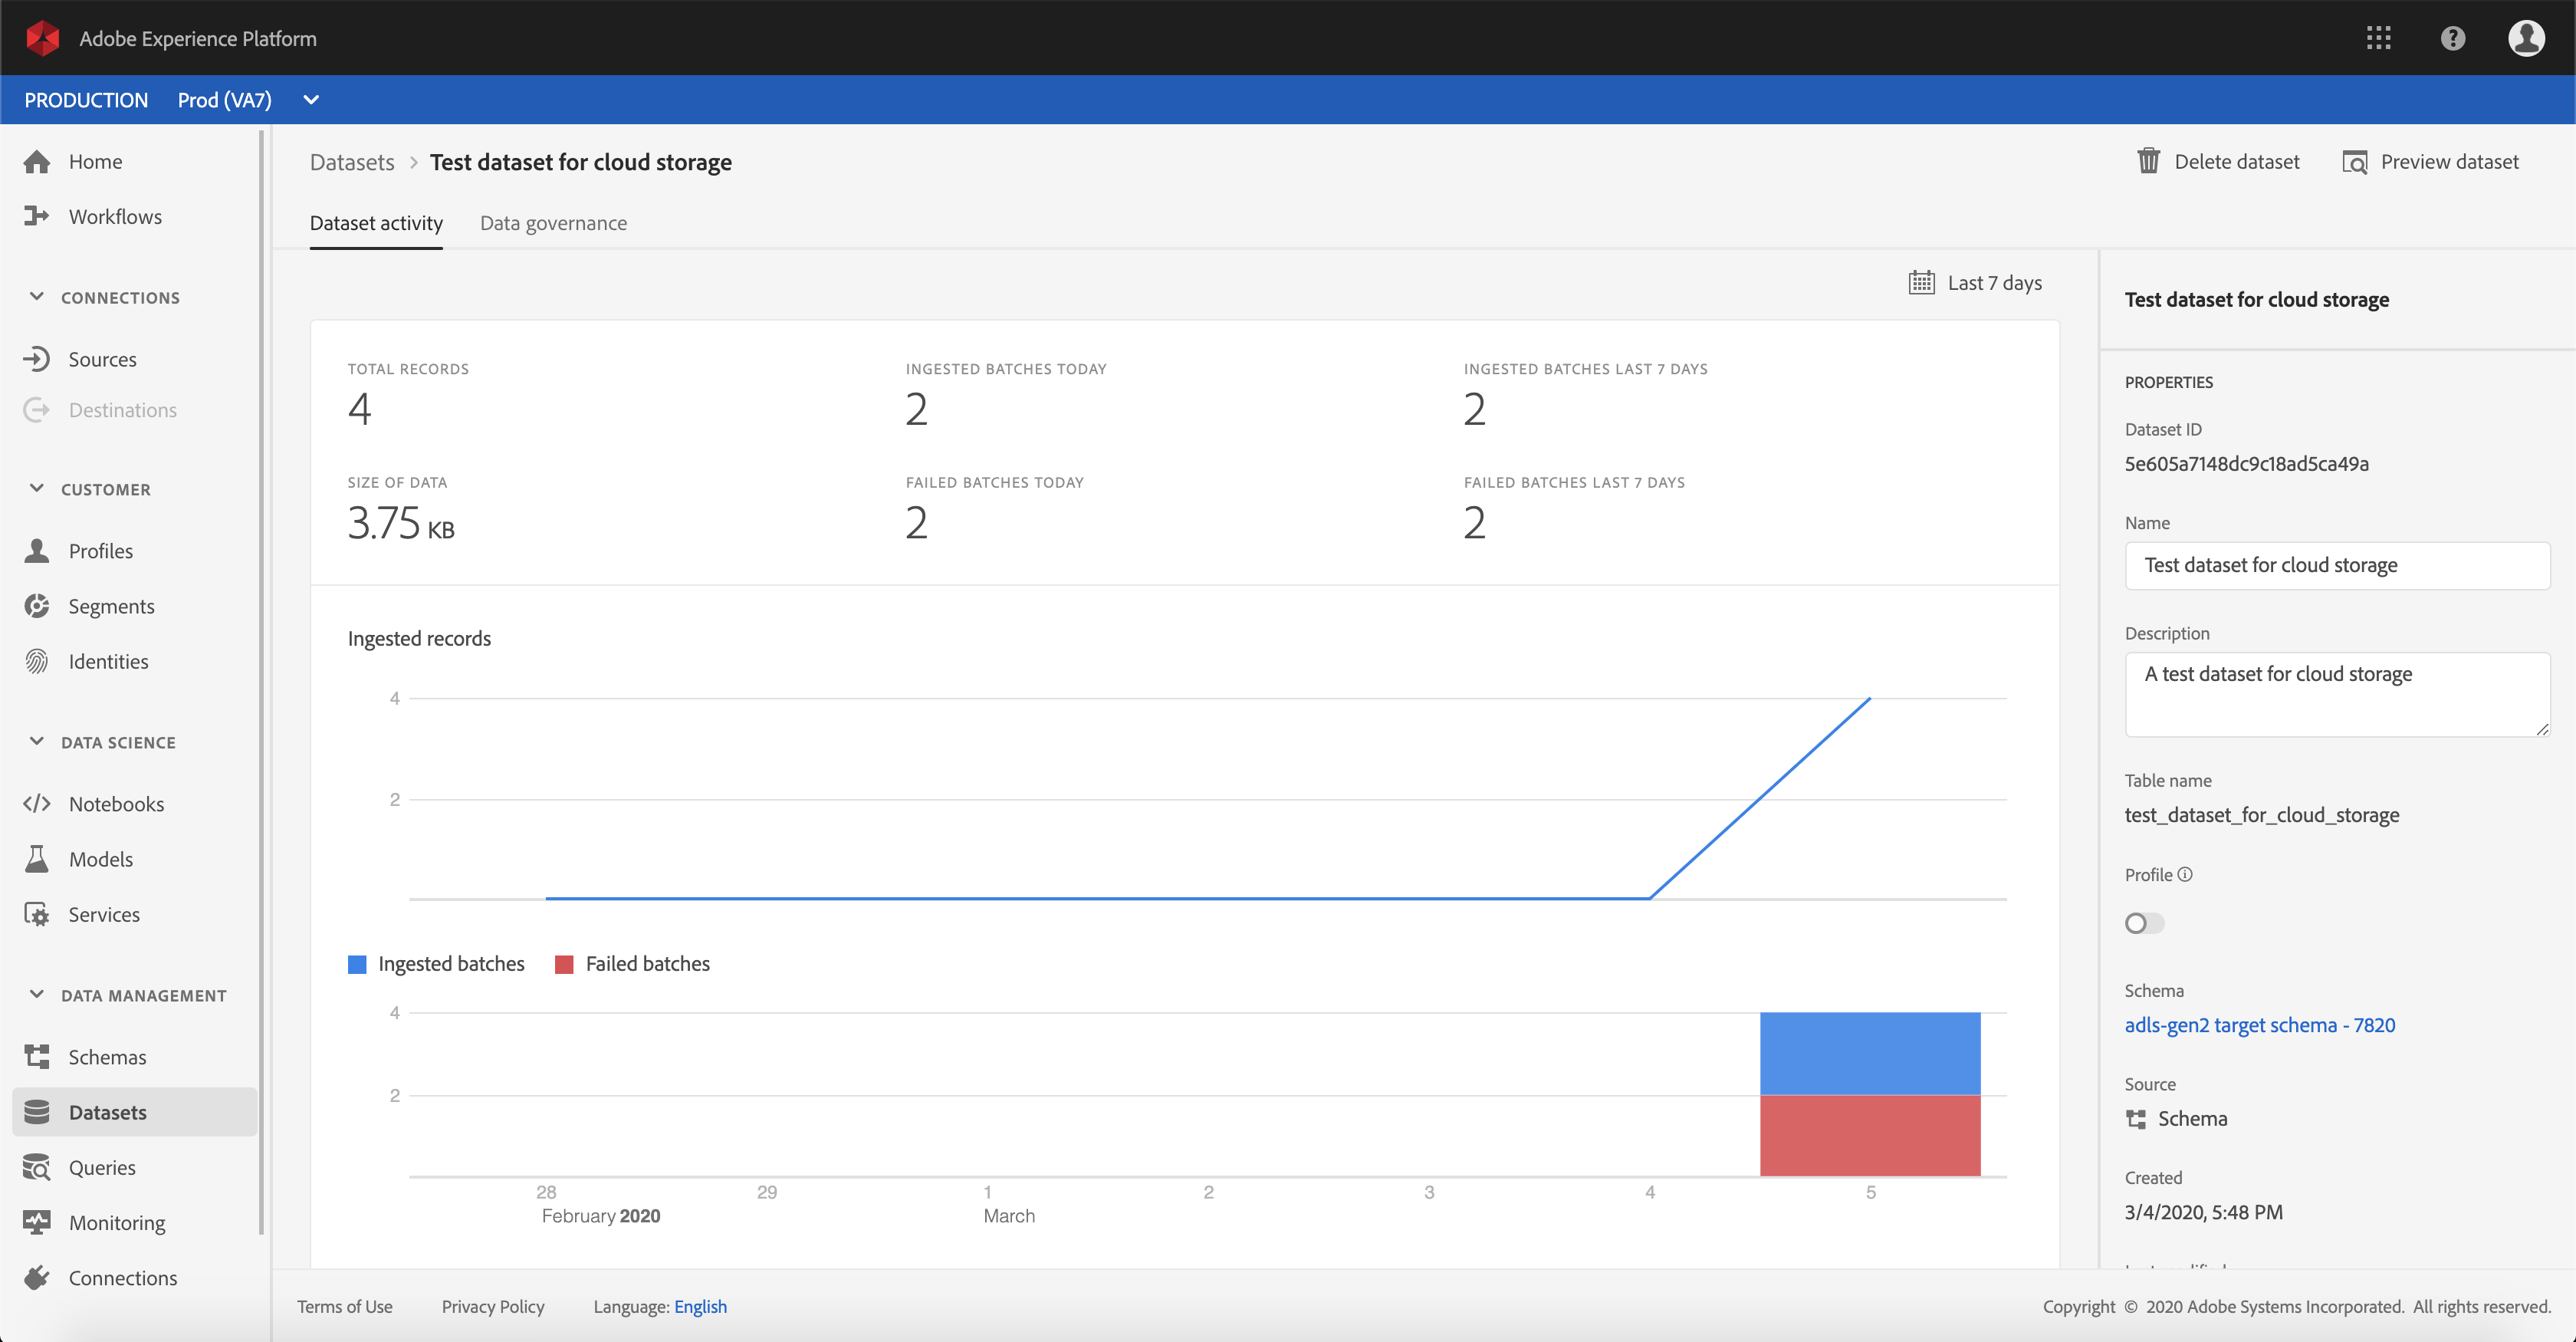 Adobe Experience Platform
PRODUCTION Prod (VA7)
Home
Workflows
CONNECTIONS
Sources
Destinations
CUSTOMER
Profiles
Segments
Identities
DATA SCIENCE
Notebooks
Models
Services
DATA MANAGEMENT
Schemas
Datasets
Queries
Monitoring
Connections
Datasets > Test dataset for cloud storage
Delete dataset
Preview dataset
Dataset activity
Data governance
Last 7 days
TOTAL RECORDS
4
INGESTED BATCHES TODAY
2
INGESTED BATCHES LAST 7 DAYS
2
SIZE OF DATA
3.75 KB
FAILED BATCHES TODAY
2
FAILED BATCHES LAST 7 DAYS
2
Ingested records
4
2
Ingested batches
Failed batches
4
2
28 29 1 2 3 4 5
February 2020 March
Test dataset for cloud storage
PROPERTIES
Dataset ID
5e605a7148dc9c18ad5ca49a
Name
Test dataset for cloud storage
Description
A test dataset for cloud storage
Table name
test_dataset_for_cloud_storage
Profile
Schema
adls-gen2 target schema - 7820
Source
Schema
Created
3/4/2020, 5:48 PM
Terms of Use
Privacy Policy
Language: English
Copyright © 2020 Adobe Systems Incorporated. All rights reserved.